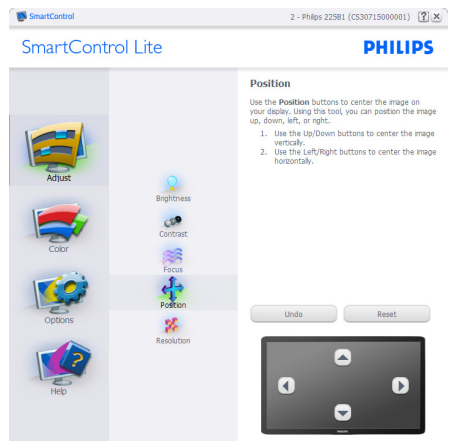 SmartControl
2 - Philips 225B1 (CS30715000001) ? X
SmartControl Lite
PHILIPS
Adjust
Color
Options
Help
Brightness
Contrast
Focus
Position
Resolution
Position
Use the Position buttons to center the image on
your display. Using this tool, you can position the image
up, down, left, or right.
1. Use the Up/Down buttons to center the image
vertically.
2. Use the Left/Right buttons to center the image
horizontally.
Undo Reset
PHILIPS